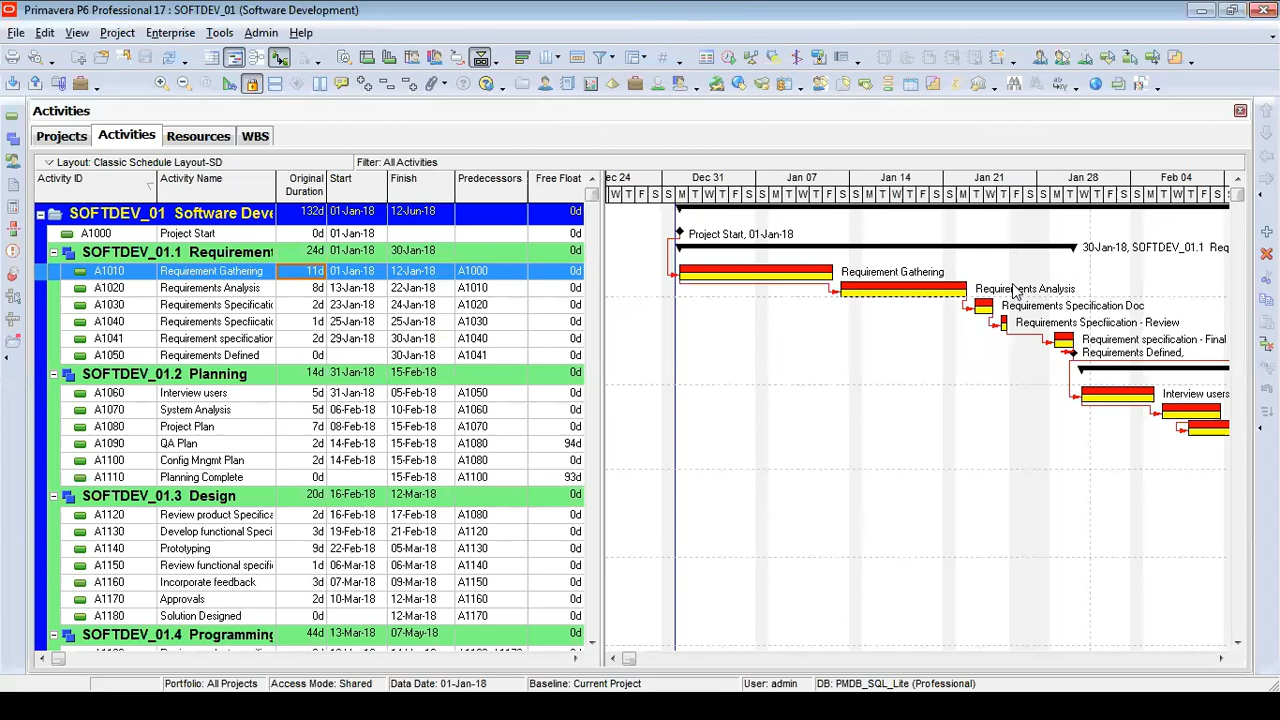 Primavera P6 Professional 17 : SOFTDEV_01 (Software Development)
File Edit View Project Enterprise Tools Admin Help
Activities
Projects Activities Resources WBS
Layout: Classic Schedule Layout-SD Filter: All Activities
Activity ID Activity Name Original Duration Start Finish Predecessors Free Float
ec 24 Dec 31 Jan 07 Jan 14 Jan 21 Jan 28 Feb 04
W T F S S M T W T F S S M T W T F S S M T W T F S S M T W T F S S M T W T F S S M T W T F S
SOFTDEV_01 Software Deve 132d 01-Jan-18 12-Jun-18 0d
A1000 Project Start 0d 01-Jan-18 0d
SOFTDEV_01.1 Requirement 24d 01-Jan-18 30-Jan-18 0d
A1010 Requirement Gathering 11d 01-Jan-18 12-Jan-18 A1000 0d
A1020 Requirements Analysis 8d 13-Jan-18 22-Jan-18 A1010 0d
A1030 Requirements Specificati 2d 23-Jan-18 24-Jan-18 A1020 0d
A1040 Requirements Specfiicatio 1d 25-Jan-18 25-Jan-18 A1030 0d
A1041 Requirement specification 2d 29-Jan-18 30-Jan-18 A1040 0d
A1050 Requirements Defined 0d 30-Jan-18 A1041 0d
SOFTDEV_01.2 Planning 14d 31-Jan-18 15-Feb-18 0d
A1060 Interview users 5d 31-Jan-18 05-Feb-18 A1050 0d
A1070 System Analysis 5d 06-Feb-18 10-Feb-18 A1060 0d
A1080 Project Plan 7d 08-Feb-18 15-Feb-18 A1070 0d
A1090 QA Plan 2d 14-Feb-18 15-Feb-18 A1080 94d
A1100 Config Mngmt Plan 2d 14-Feb-18 15-Feb-18 A1080 0d
A1110 Planning Complete 0d 15-Feb-18 A1100 93d
SOFTDEV_01.3 Design 20d 16-Feb-18 12-Mar-18 0d
A1120 Review product Specifica 2d 16-Feb-18 17-Feb-18 A1080 0d
A1130 Develop functional Spec 3d 19-Feb-18 21-Feb-18 A1120 0d
A1140 Prototyping 9d 22-Feb-18 05-Mar-18 A1130 0d
A1150 Review functional specifi 1d 06-Mar-18 06-Mar-18 A1140 0d
A1160 Incorporate feedback 3d 07-Mar-18 09-Mar-18 A1150 0d
A1170 Approvals 2d 10-Mar-18 12-Mar-18 A1160 0d
A1180 Solution Designed 0d 12-Mar-18 A1170 0d
SOFTDEV_01.4 Programming 44d 13-Mar-18 07-May-18 0d
Project Start, 01-Jan-18
30-Jan-18, SOFTDEV_01.1 Req
Requirement Gathering
Requirements Analysis
Requirements Specification Doc
Requirements Specfiication - Review
Requirement specification - Final
Requirements Defined,
Interview users
Portfolio: All Projects Access Mode: Shared Data Date: 01-Jan-18 Baseline: Current Project User: admin DB: PMDB_SQL_Lite (Professional)